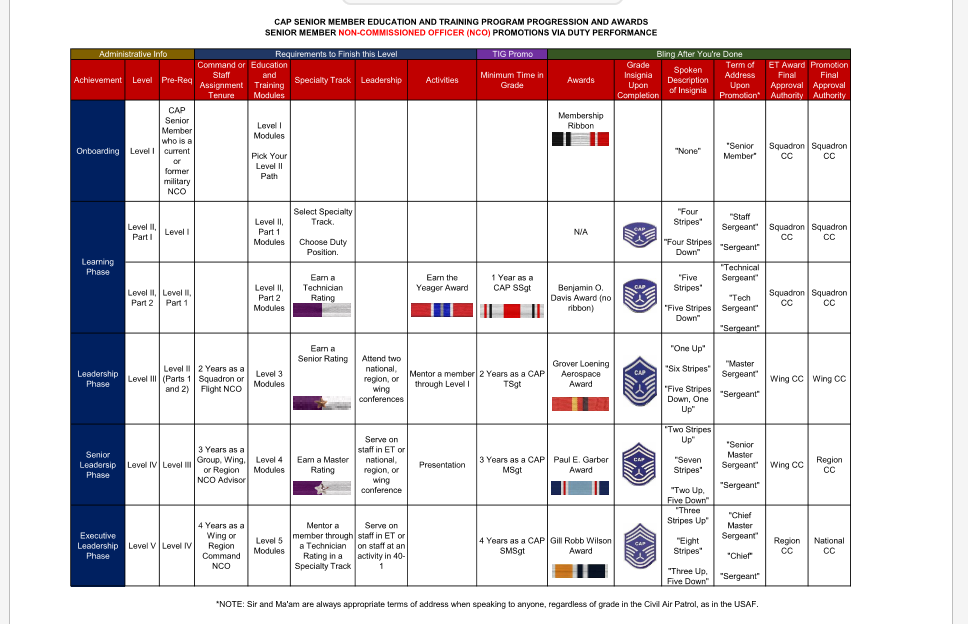 CAP SENIOR MEMBER EDUCATION AND TRAINING PROGRAM PROGRESSION AND AWARDS
SENIOR MEMBER NON-COMMISSIONED OFFICER (NCO) PROMOTIONS VIA DUTY PERFORMANCE
Administrative Info
Requirements to Finish this Level
TIG Promo
Bling After You're Done
Achievement
Level
Pre-Req
Command or
Staff
Assignment
Tenure
Education
and
Training
Modules
Specialty Track
Leadership
Activities
Minimum Time in
Grade
Awards
Grade
Insignia
Upon
Completion
Spoken
Description
of Insignia
Term of
Address
Upon
Promotion*
ET Award
Final
Approval
Authority
Promotion
Final
Approval
Authority
Onboarding
Level I
CAP
Senior
Member
who is a
current
or
former
military
NCO
Level I
Modules
Pick Your
Level II
Path
Membership
Ribbon
"None"
"Senior
Member"
Squadron
CC
Squadron
CC
Learning
Phase
Level II,
Part I
Level I
Level II,
Part 1
Modules
Select Specialty
Track.
Choose Duty
Position.
N/A
CAP
"Four
Stripes"
"Four Stripes
Down"
"Staff
Sergeant"
"Sergeant"
Squadron
CC
Squadron
CC
Level II,
Part 2
Level II,
Part 1
Level II,
Part 2
Modules
Earn a
Technician
Rating
Earn the
Yeager Award
1 Year as a
CAP SSgt
Benjamin O.
Davis Award (no
ribbon)
CAP
"Five
Stripes"
"Five Stripes
Down"
"Technical
Sergeant"
"Tech
Sergeant"
"Sergeant"
Squadron
CC
Squadron
CC
Leadership
Phase
Level III
Level II
(Parts 1
and 2)
2 Years as a
Squadron or
Flight NCO
Level 3
Modules
Earn a
Senior Rating
Attend two
national,
region, or
wing
conferences
Mentor a member
through Level I
2 Years as a CAP
TSgt
Grover Loening
Aerospace
Award
CAP
"One Up"
"Six Stripes"
"Five Stripes
Down, One
Up"
"Master
Sergeant"
"Sergeant"
Wing CC
Wing CC
Senior
Leadersip
Phase
Level IV
Level III
3 Years as a
Group, Wing,
or Region
NCO Advisor
Level 4
Modules
Earn a Master
Rating
Serve on
staff in ET or
national,
region, or
wing
conference
Presentation
3 Years as a CAP
MSgt
Paul E. Garber
Award
CAP
"Two Stripes
Up"
"Seven
Stripes"
"Two Up,
Five Down"
"Senior
Master
Sergeant"
"Sergeant"
Wing CC
Region
CC
Executive
Leadership
Phase
Level V
Level IV
4 Years as a
Wing or
Region
Command
NCO
Level 5
Modules
Mentor a
member through
a Technician
Rating in a
Specialty Track
Serve on
staff in ET or
on staff at an
activity in 40-
1
4 Years as a CAP
SMSgt
Gill Robb Wilson
Award
CAP
"Three
Stripes Up"
"Eight
Stripes"
"Three Up,
Five Down"
"Chief
Master
Sergeant"
"Chief"
"Sergeant"
Region
CC
National
CC
*NOTE: Sir and Ma'am are always appropriate terms of address when speaking to anyone, regardless of grade in the Civil Air Patrol, as in the USAF.